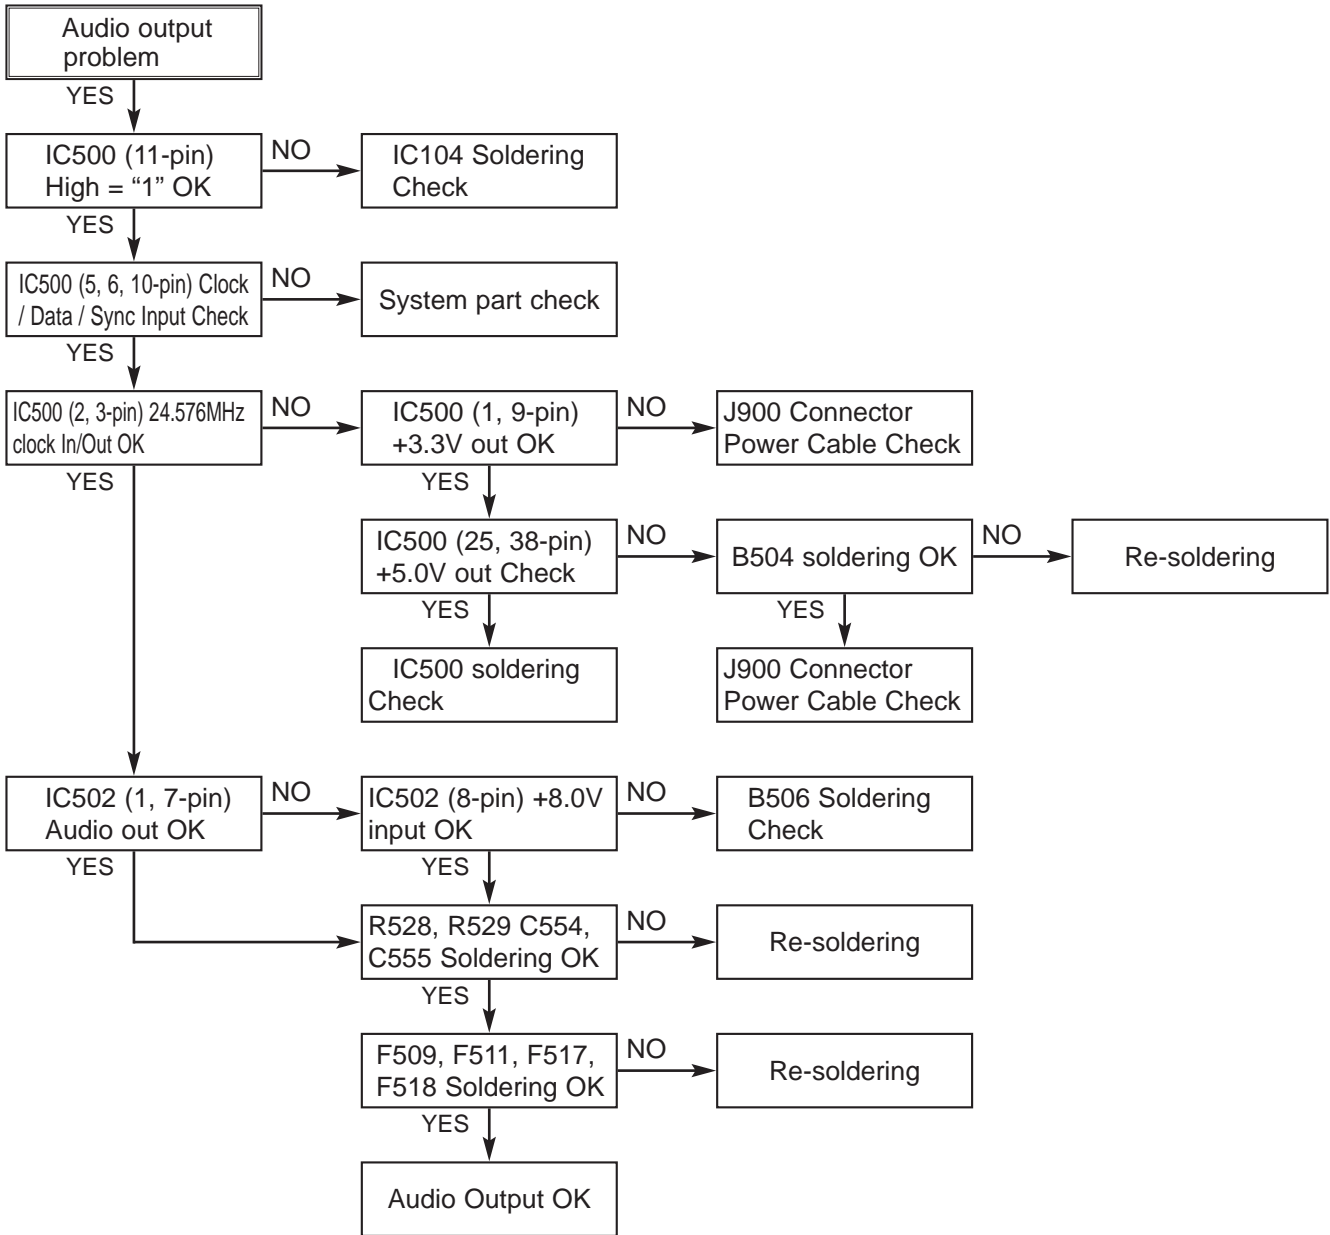 Audio output
problem
YES
IC500 (11-pin)
High = “1” OK
NO
IC104 Soldering
Check
YES
IC500 (5, 6, 10-pin) Clock
/ Data / Sync Input Check
NO
System part check
YES
IC500 (2, 3-pin) 24.576MHz
clock In/Out OK
NO
IC500 (1, 9-pin)
+3.3V out OK
NO
J900 Connector
Power Cable Check
YES
YES
IC500 (25, 38-pin)
+5.0V out Check
NO
B504 soldering OK
NO
Re-soldering
YES
YES
IC500 soldering
Check
J900 Connector
Power Cable Check
IC502 (1, 7-pin)
Audio out OK
NO
IC502 (8-pin) +8.0V
input OK
NO
B506 Soldering
Check
YES
YES
R528, R529 C554,
C555 Soldering OK
NO
Re-soldering
YES
F509, F511, F517,
F518 Soldering OK
NO
Re-soldering
YES
Audio Output OK